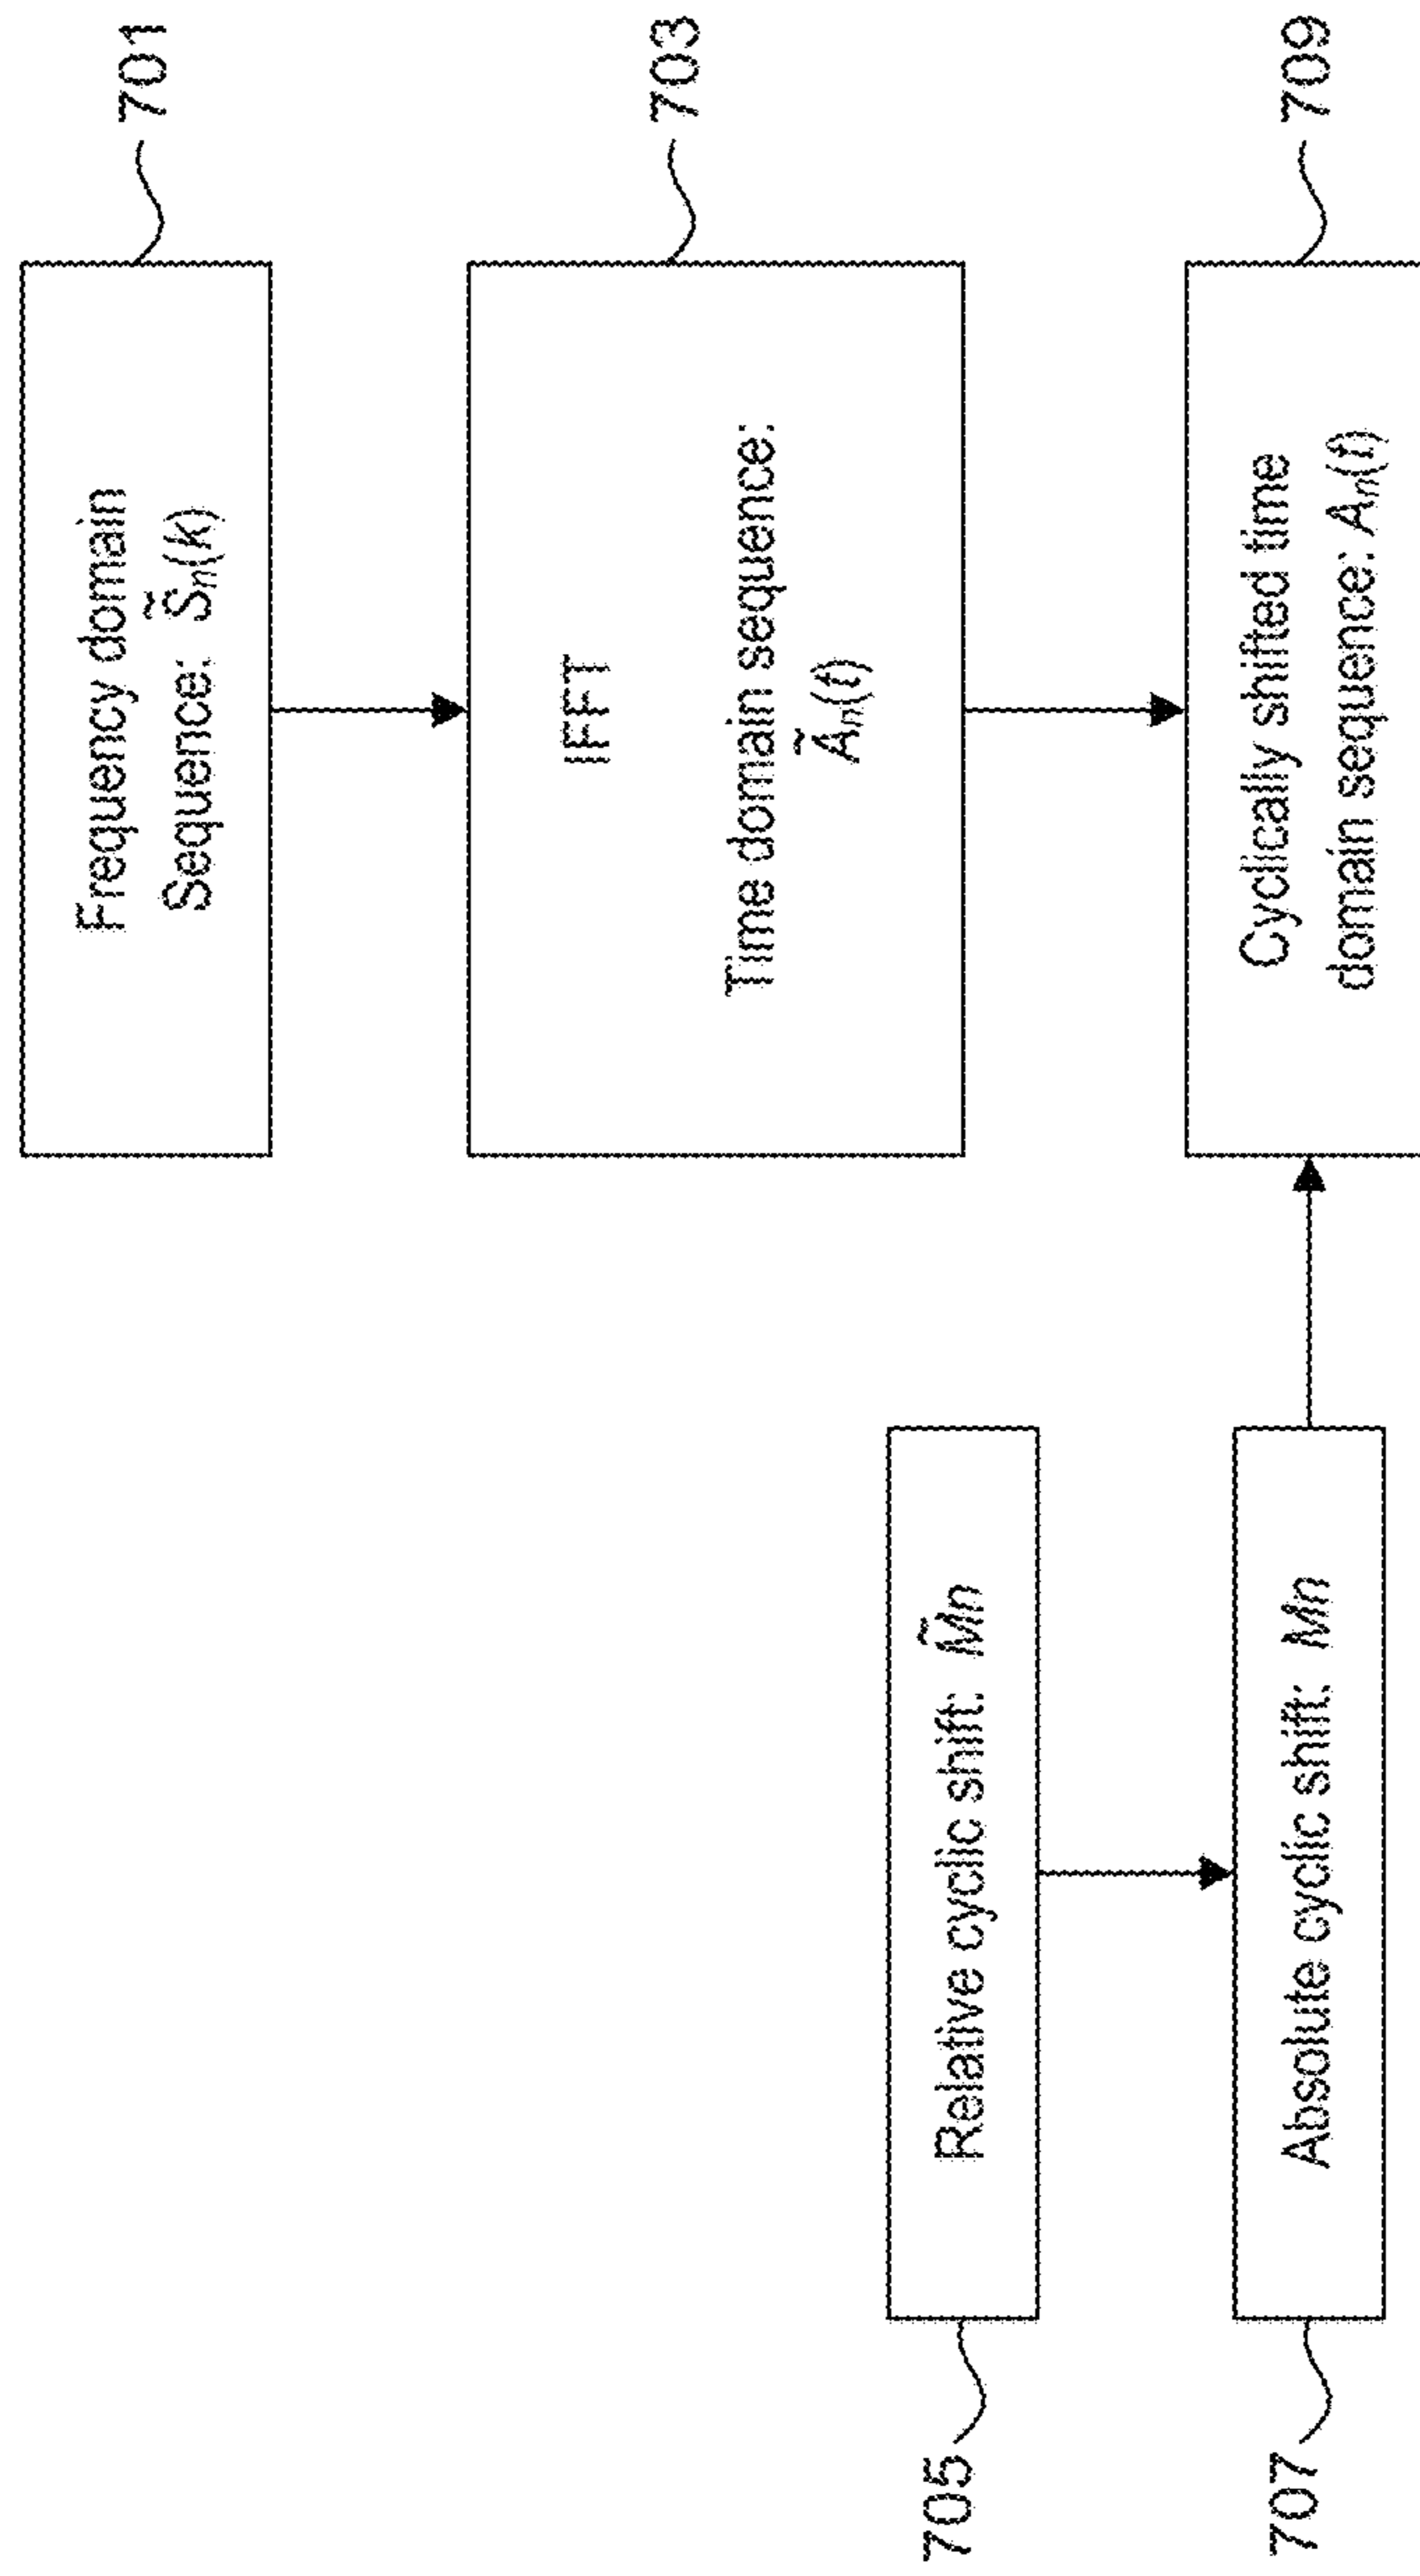 701
Frequency domain
Sequence: S̃n(k)
703
IFFT
Time domain sequence:
Ãn(t)
705
Relative cyclic shift: M̃n
707
Absolute cyclic shift: Mn
709
Cyclically shifted time
domain sequence: An(t)